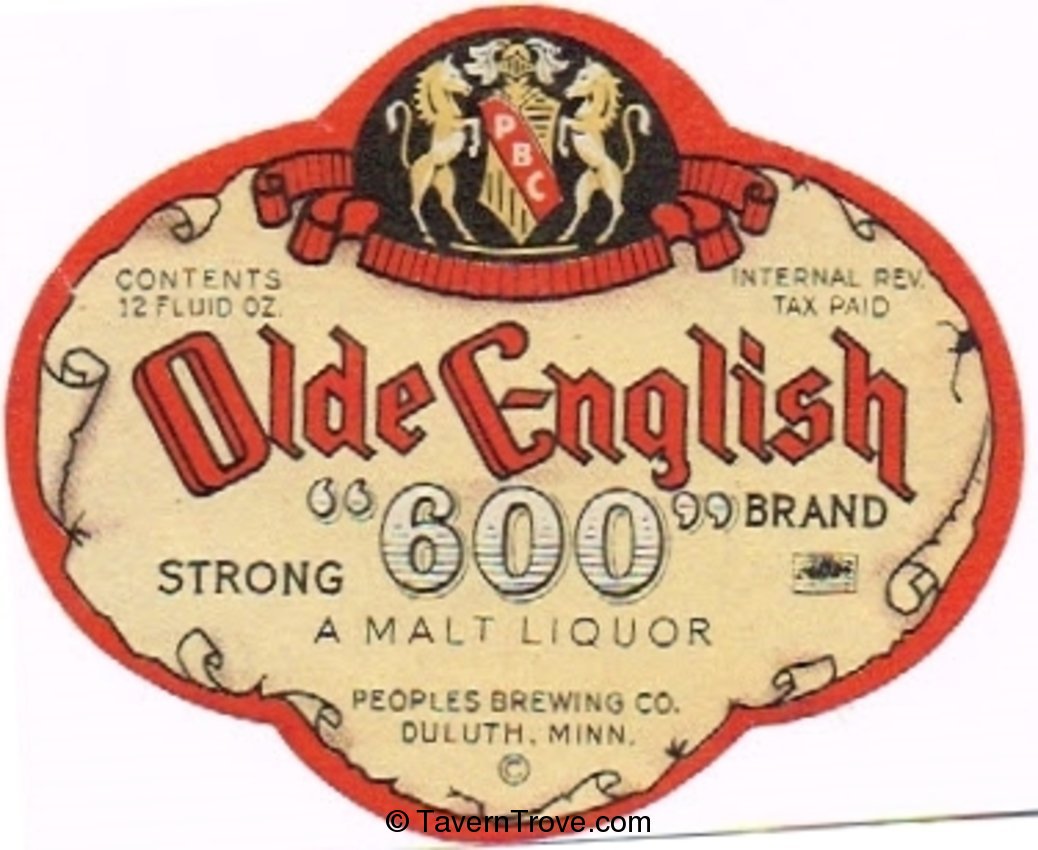 P
B
C
CONTENTS
12 FLUID OZ.
INTERNAL REV.
TAX PAID
Olde English
"600" BRAND
STRONG
A MALT LIQUOR
PEOPLES BREWING CO.
DULUTH, MINN.
©
© TavernTrove.com